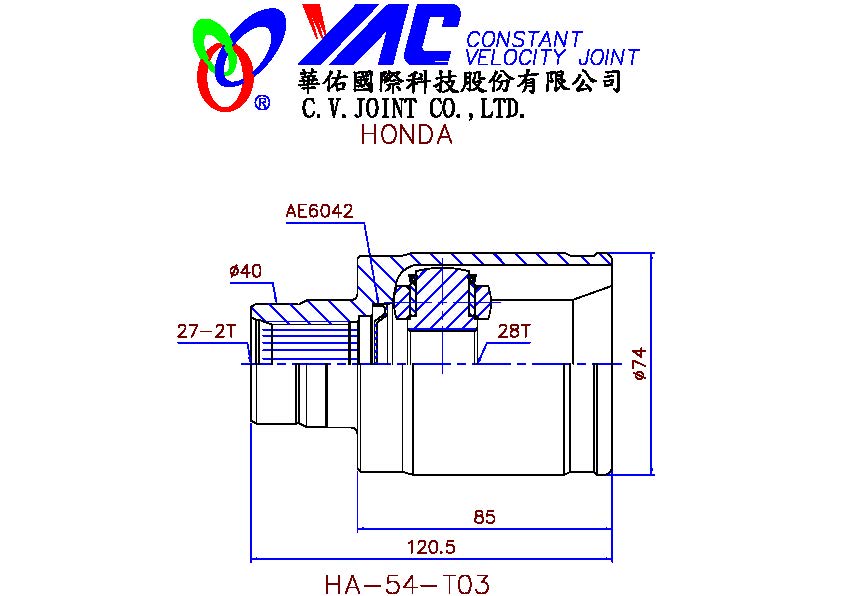 YAC CONSTANT
VELOCITY JOINT
®
華佑國際科技股份有限公司
C.V.JOINT CO.,LTD.
HONDA
AE6042
ø40
27-2T
28T
ø74
85
120.5
HA-54-T03